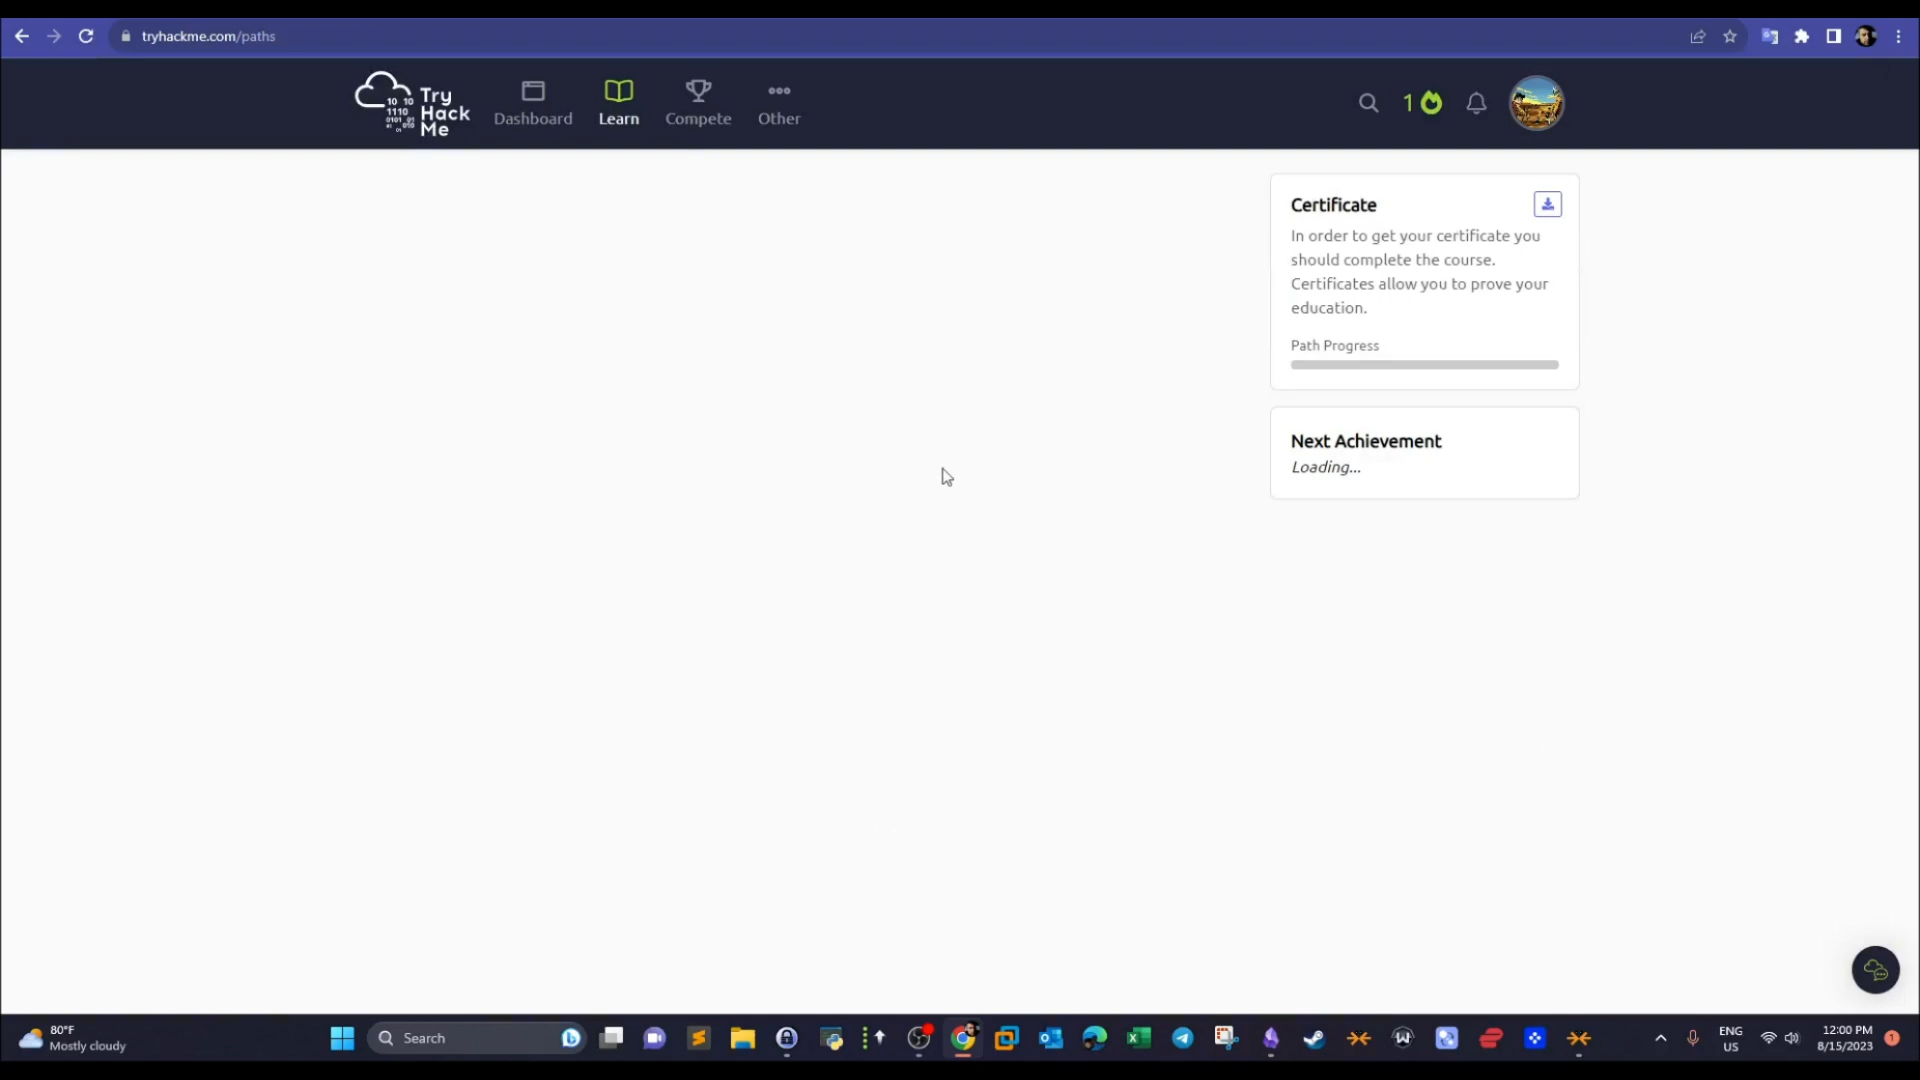 tryhackme.com/paths
Try
Hack
Me
Dashboard
Learn
Compete
Other
1
Certificate
In order to get your certificate you
should complete the course.
Certificates allow you to prove your
education.
Path Progress
Next Achievement
Loading...
80°F
Mostly cloudy
Search
ENG
US
12:00 PM
8/15/2023
1